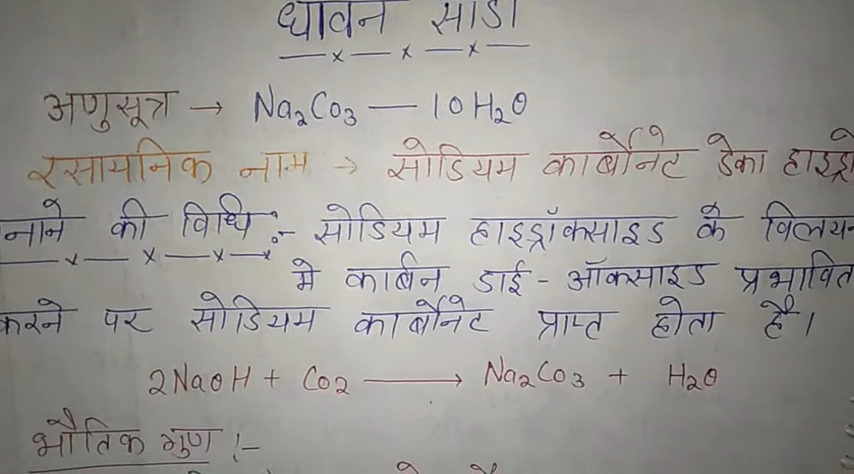 धावन सोडा
अणुसूत्र → Na₂Co₃ — 10H₂O
रसायनिक नाम → सोडियम कार्बोनेट डेका हाइड्रे
नाने की विधि :- सोडियम हाइड्रॉक्साइड के विलय
मे कार्बन डाई - ऑक्साइड प्रभावित
करने पर सोडियम कार्बोनेट प्राप्त होता है।
2NaOH + Co₂ ⟶ Na₂Co₃ + H₂O
भौतिक गुण :-